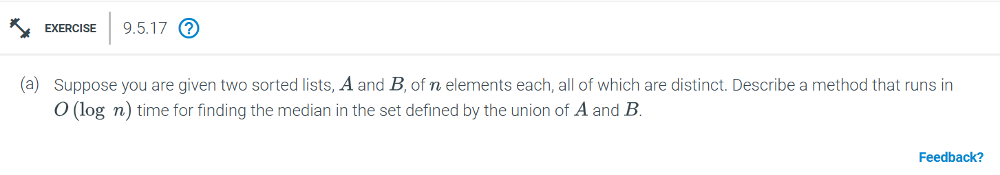 EXERCISE 9.5.17 ?
(a) Suppose you are given two sorted lists, A and B, of n elements each, all of which are distinct. Describe a method that runs in
O (log n) time for finding the median in the set defined by the union of A and B.
Feedback?